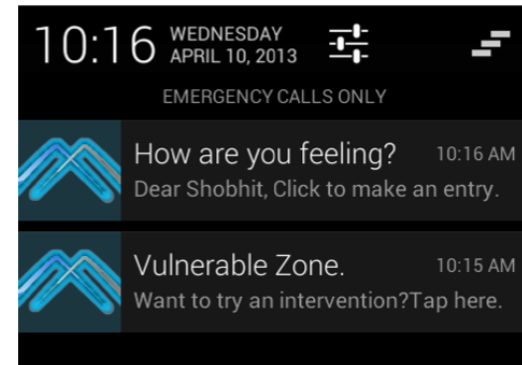 10:16 WEDNESDAY
APRIL 10, 2013
EMERGENCY CALLS ONLY
How are you feeling? 10:16 AM
Dear Shobhit, Click to make an entry.
Vulnerable Zone. 10:15 AM
Want to try an intervention?Tap here.